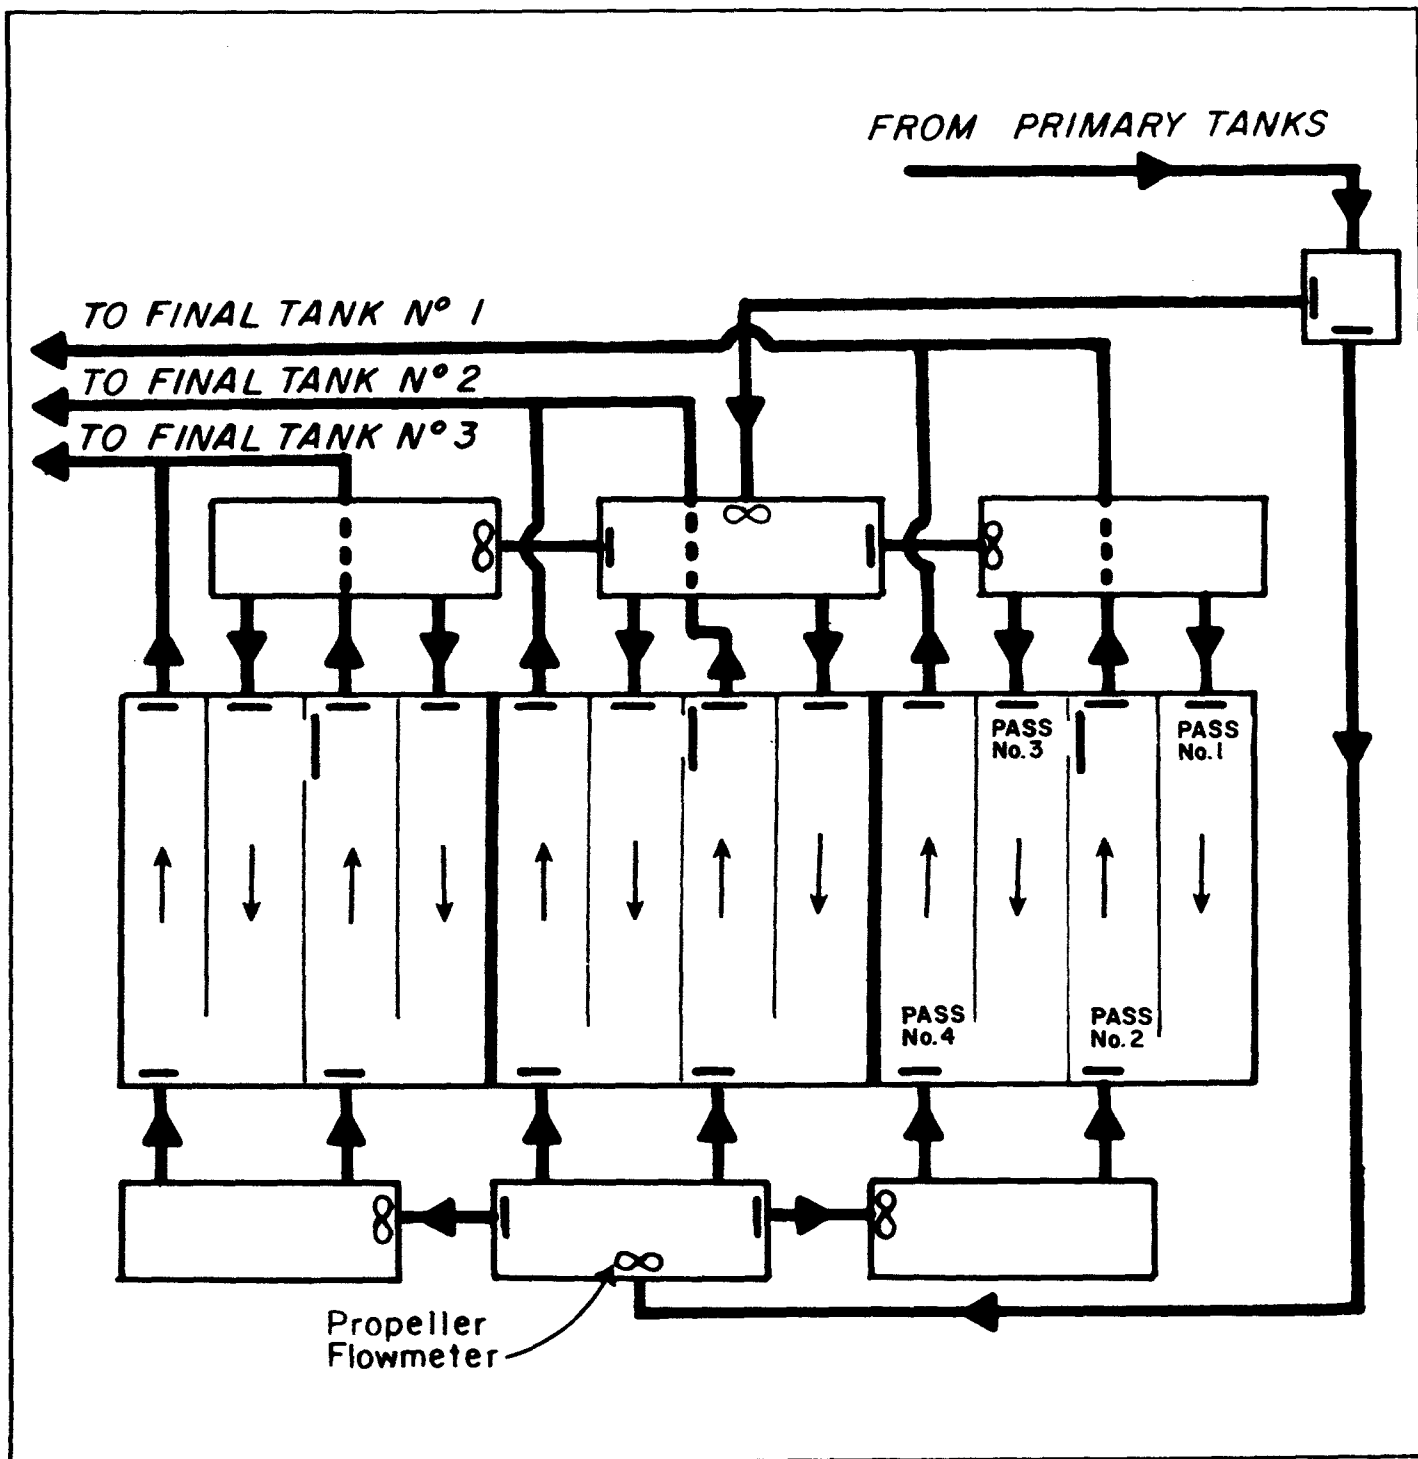 FROM PRIMARY TANKS
TO FINAL TANK Nº 1
TO FINAL TANK Nº 2
TO FINAL TANK Nº 3
PASS
No. 3
PASS
No. 1
PASS
No. 4
PASS
No. 2
Propeller
Flowmeter